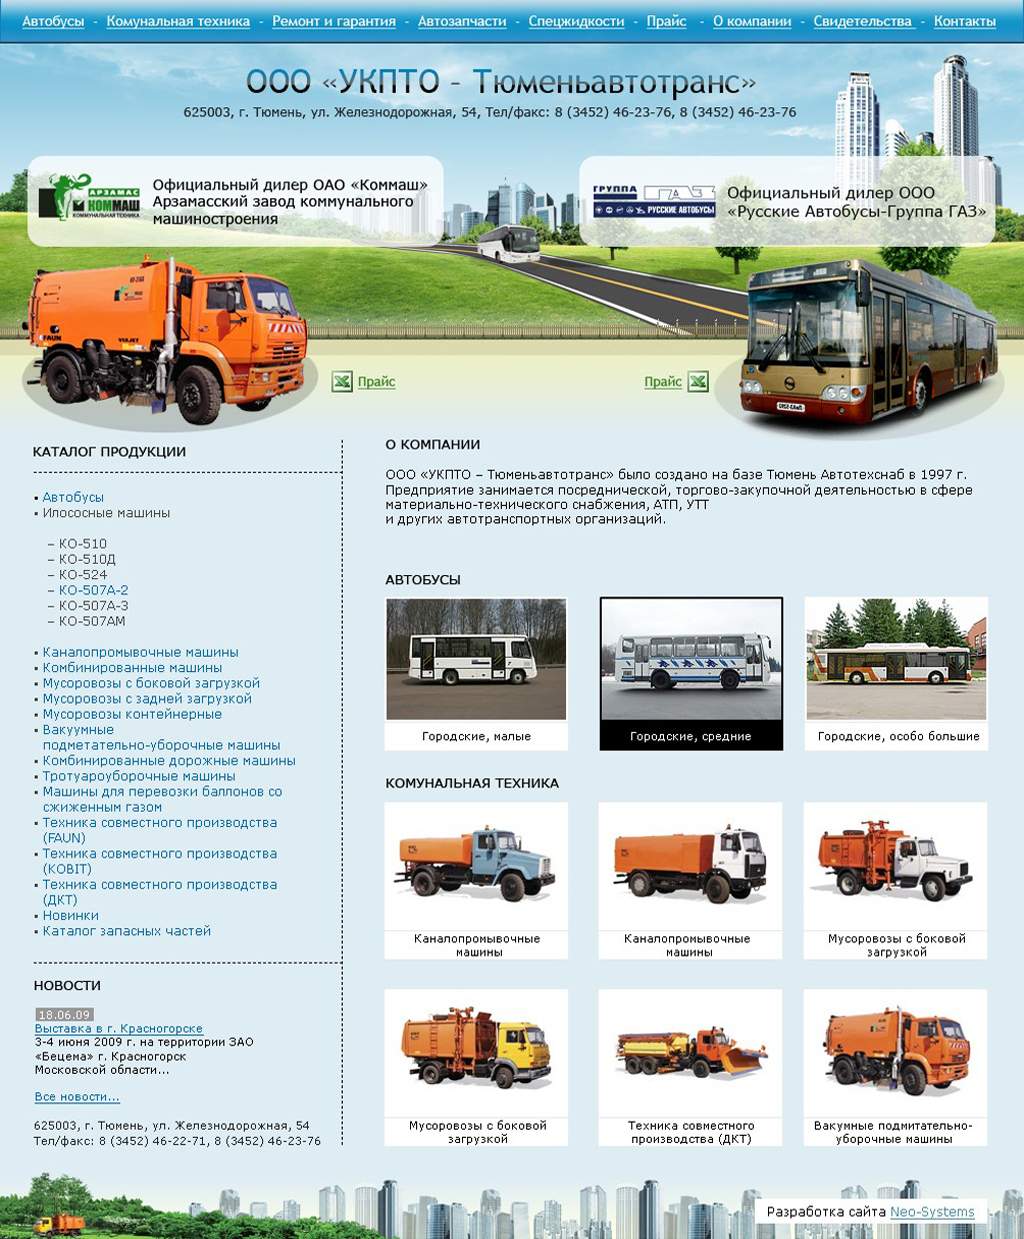 Автобусы - Комунальная техника - Ремонт и гарантия - Автозапчасти - Спецжидкости - Прайс - О компании - Свидетельства - Контакты
ООО «УКПТО - Тюменьавтотранс»
625003, г. Тюмень, ул. Железнодорожная, 54, Тел/факс: 8 (3452) 46-23-76, 8 (3452) 46-23-76
АРЗАМАС
КОММАШ
КОММУНАЛЬНАЯ ТЕХНИКА
Официальный дилер ОАО «Коммаш»
Арзамасский завод коммунального
машиностроения
ГРУППА ГАЗ
РУССКИЕ АВТОБУСЫ
Официальный дилер ООО
«Русские Автобусы-Группа ГАЗ»
FAUN
FAUN
VIAJET
Прайс
Прайс
КАТАЛОГ ПРОДУКЦИИ
▪ Автобусы
▪ Илососные машины
– КО-510
– КО-510Д
– КО-524
– КО-507А-2
– КО-507А-3
– КО-507АМ
▪ Каналопромывочные машины
▪ Комбинированные машины
▪ Мусоровозы с боковой загрузкой
▪ Мусоровозы с задней загрузкой
▪ Мусоровозы контейнерные
▪ Вакуумные
подметательно-уборочные машины
▪ Комбинированные дорожные машины
▪ Тротуароуборочные машины
▪ Машины для перевозки баллонов со
сжиженным газом
▪ Техника совместного производства
(FAUN)
▪ Техника совместного производства
(КОВIТ)
▪ Техника совместного производства
(ДКТ)
▪ Новинки
▪ Каталог запасных частей
НОВОСТИ
18.06.09
Выставка в г. Красногорске
3-4 июня 2009 г. на территории ЗАО
«Бецема» г. Красногорск
Московской области...
Все новости...
625003, г. Тюмень, ул. Железнодорожная, 54
Тел/факс: 8 (3452) 46-22-71, 8 (3452) 46-23-76
О КОМПАНИИ
ООО «УКПТО – Тюменьавтотранс» было создано на базе Тюмень Автотехснаб в 1997 г.
Предприятие занимается посреднической, торгово-закупочной деятельностью в сфере
материально-технического снабжения, АТП, УТТ
и других автотранспортных организаций.
АВТОБУСЫ
Городские, малые
Городские, средние
Городские, особо большие
КОМУНАЛЬНАЯ ТЕХНИКА
Каналопромывочные
машины
Каналопромывочные
машины
Мусоровозы с боковой
загрузкой
Мусоровозы с боковой
загрузкой
Техника совместного
производства (ДКТ)
Вакумные подмитательно-
уборочные машины
Разработка сайта Neo-Systems